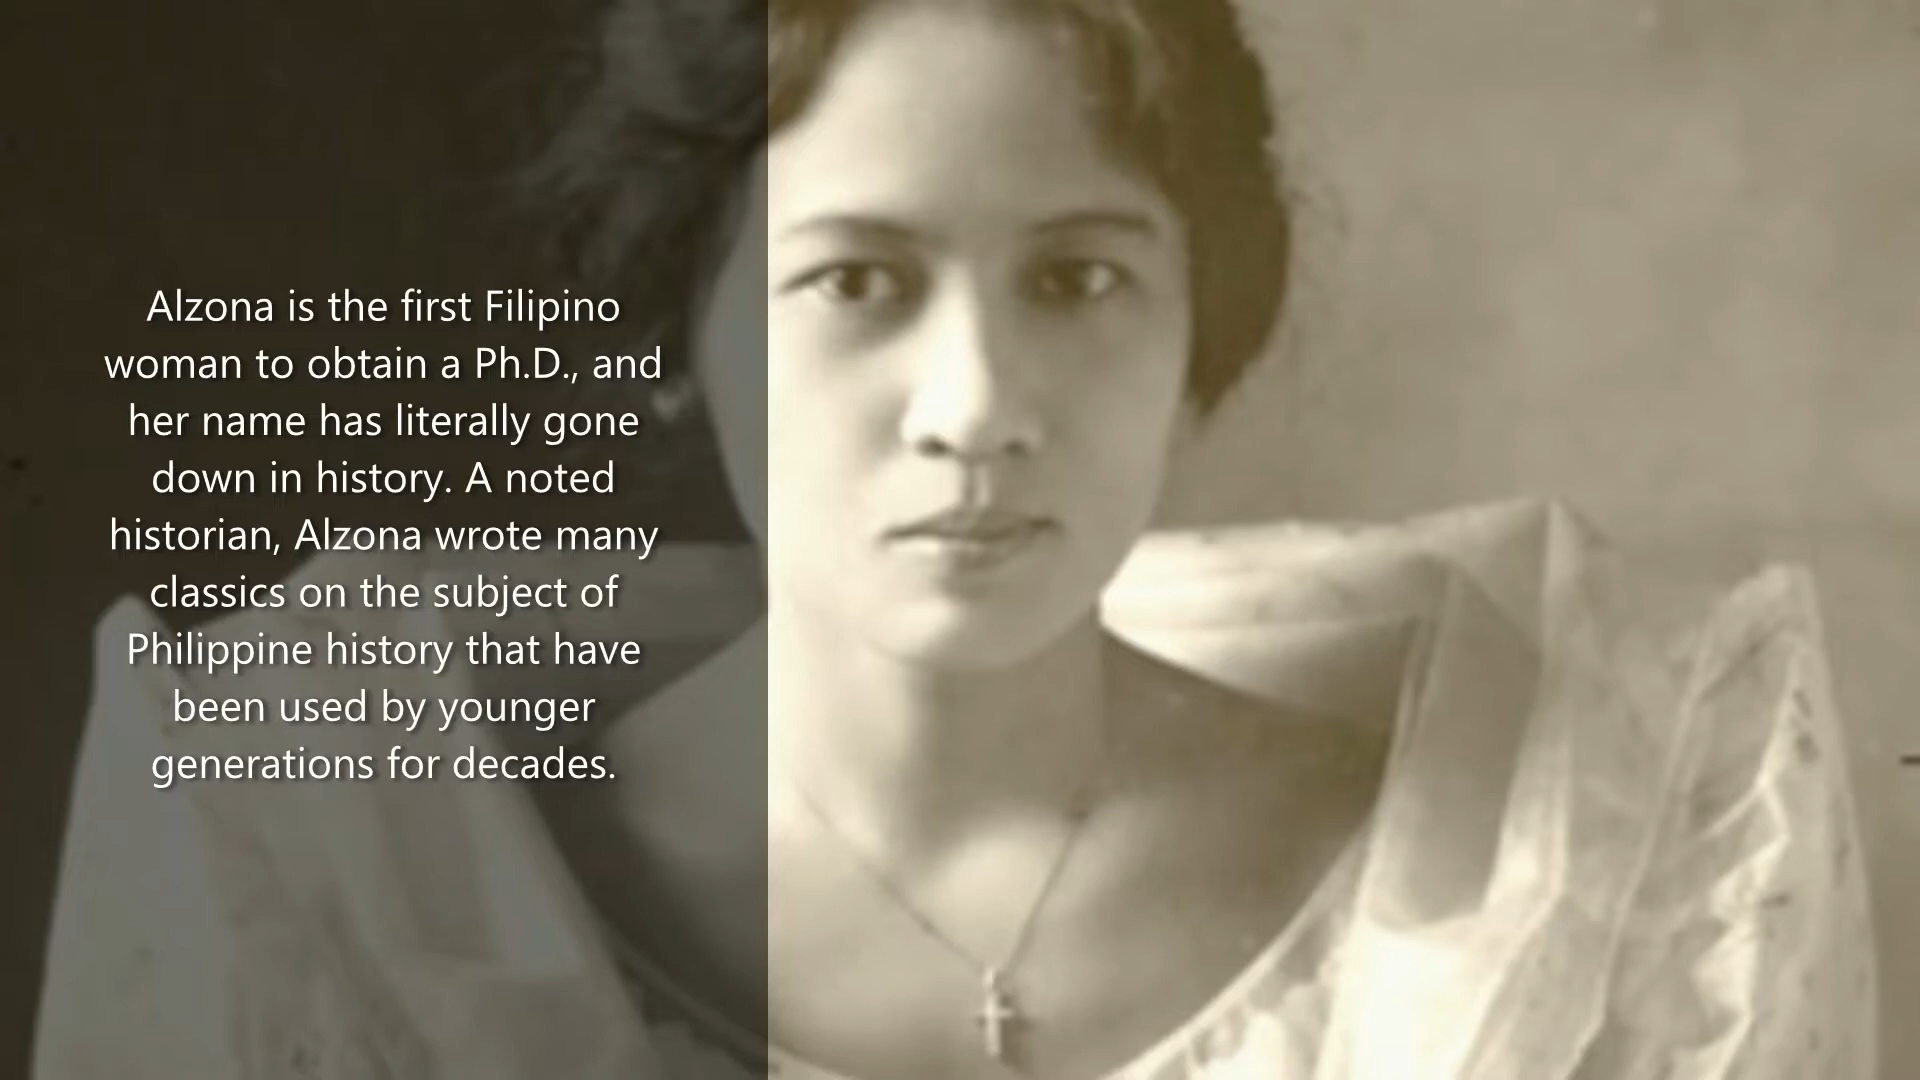 Alzona is the first Filipino
woman to obtain a Ph.D., and
her name has literally gone
down in history. A noted
historian, Alzona wrote many
classics on the subject of
Philippine history that have
been used by younger
generations for decades.